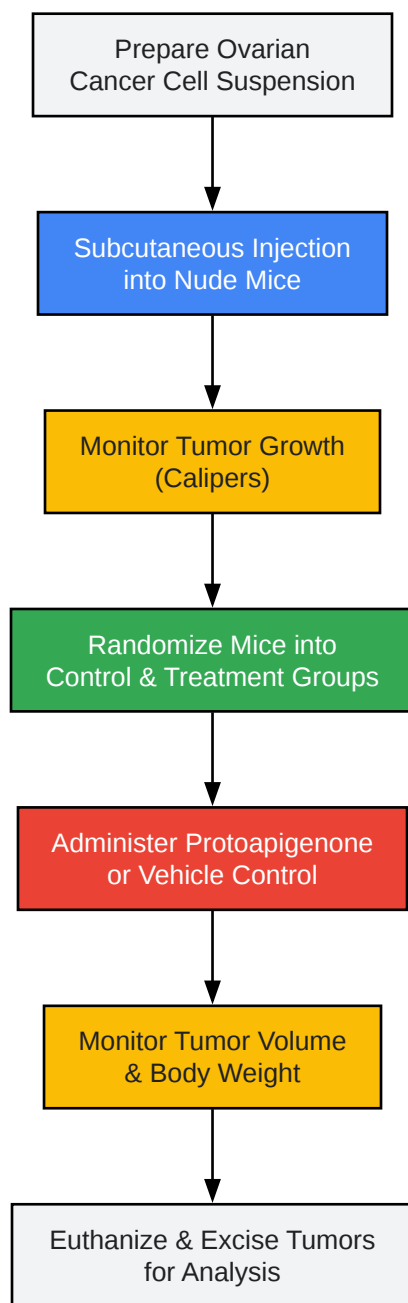 Prepare Ovarian
Cancer Cell Suspension
Subcutaneous Injection
into Nude Mice
Monitor Tumor Growth
(Calipers)
Randomize Mice into
Control & Treatment Groups
Administer Protoapigenone
or Vehicle Control
Monitor Tumor Volume
& Body Weight
Euthanize & Excise Tumors
for Analysis